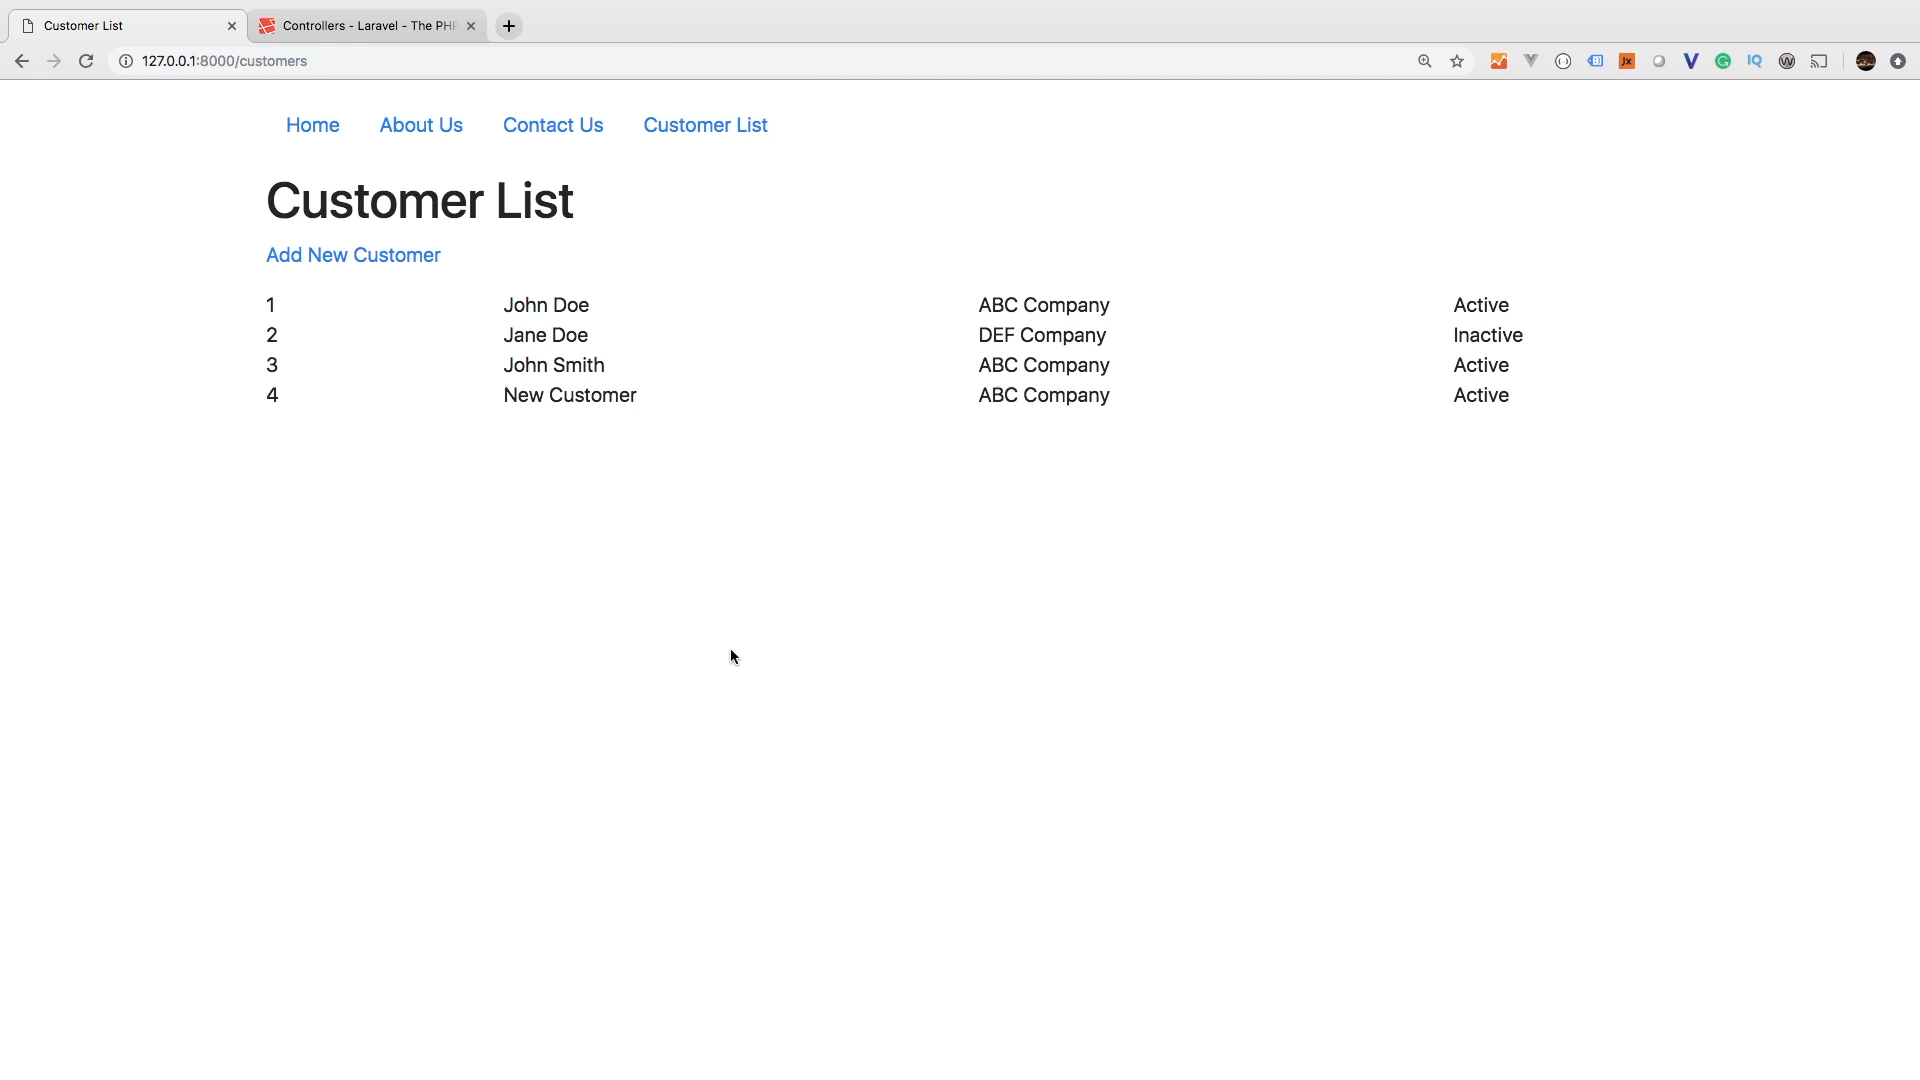 Customer List
Controllers - Laravel - The PHP
127.0.0.1:8000/customers
Jx
V
G
IQ
W
Home About Us Contact Us Customer List
Customer List
Add New Customer
1 John Doe ABC Company Active
2 Jane Doe DEF Company Inactive
3 John Smith ABC Company Active
4 New Customer ABC Company Active